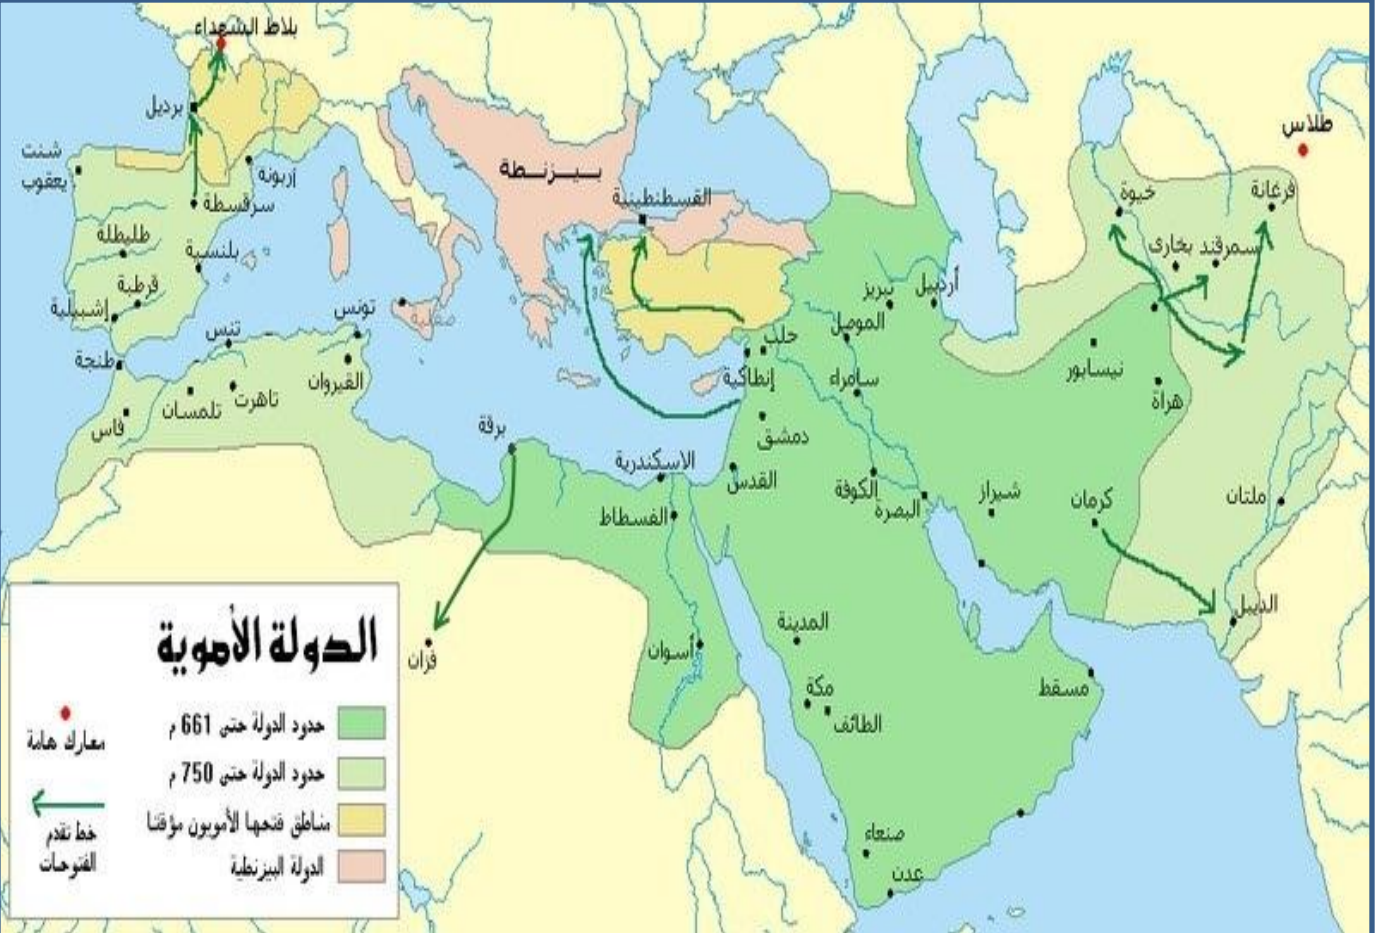 بلاط الشهداء
برديل
شنت
يعقوب
أربونة
سرقسطة
طليطلة
بلنسية
قرطبة
إشبيلية
طنجة
فاس
تلمسان
تاهرت
تنس
تونس
القيروان
صقلية
بيزنطة
القسطنطينية
برقة
الاسكندرية
الفسطاط
أسوان
فزان
حلب
إنطاكية
دمشق
القدس
الموصل
تبريز
أردبيل
سامراء
الكوفة
البصرة
شيراز
كرمان
نيسابور
هراة
خيوة
بخارى
سمرقند
فرغانة
طلاس
ملتان
الديبل
المدينة
مكة
الطائف
مسقط
صنعاء
عدن
الدولة الأموية
حدود الدولة حتى 661 م
حدود الدولة حتى 750 م
مناطق فتحها الأمويون مؤقتا
الدولة البيزنطية
معارك هامة
خط تقدم
الفتوحات